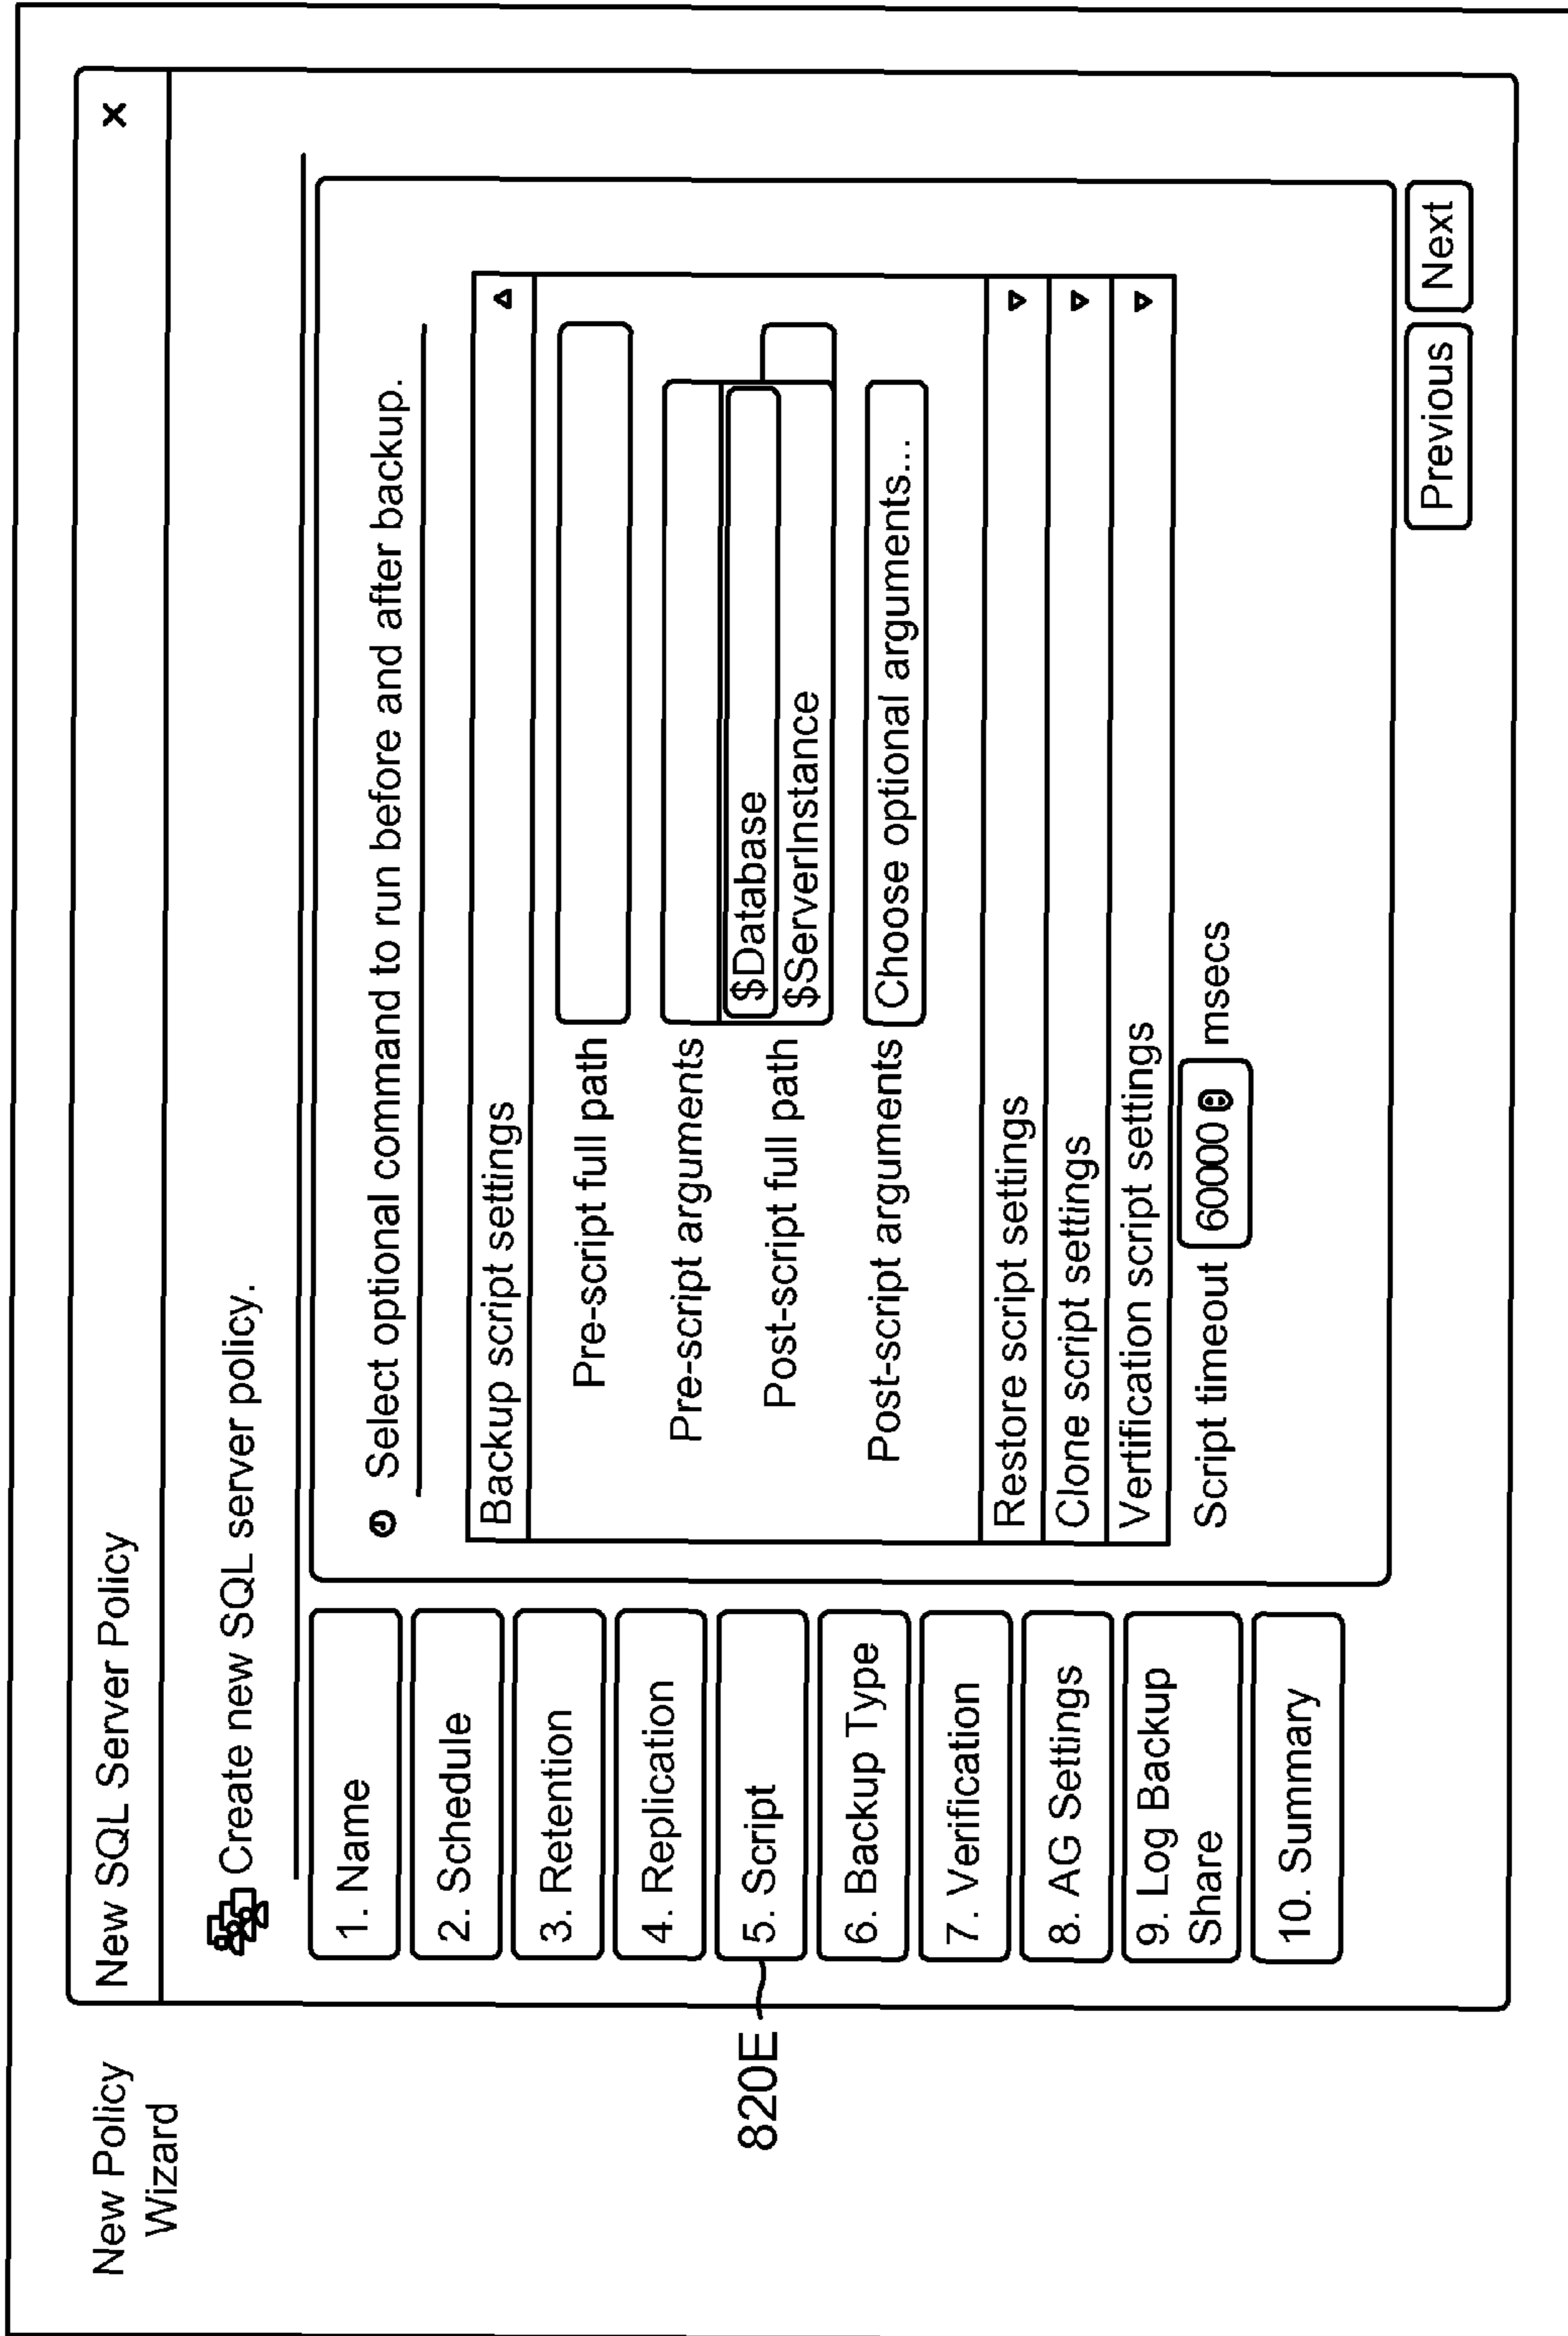 New Policy
Wizard
New SQL Server Policy
x
Create new SQL server policy.
1. Name
2. Schedule
3. Retention
4. Replication
5. Script
6. Backup Type
7. Verification
8. AG Settings
9. Log Backup
Share
10. Summary
820E
Select optional command to run before and after backup.
Backup script settings
Pre-script full path
Pre-script arguments
$Database
Post-script full path
$ServerInstance
Post-script arguments
Choose optional arguments...
Restore script settings
Clone script settings
Vertification script settings
Script timeout 60000 msecs
Previous
Next